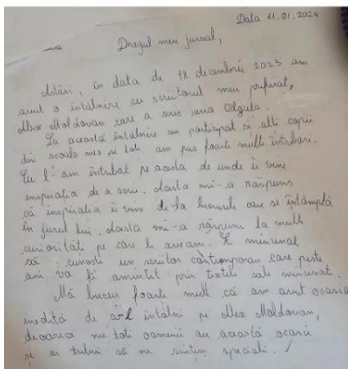 Data 11.01.2024
Dragul meu jurnal,
Astăzi, în data de 18 decembrie 2023 am
avut o întâlnire cu scriitorul meu preferat,
Alex Moldovan care a scris seria Olguța.
La această întâlnire au participat și alți copii
din școala mea și toți am pus foarte multe întrebări.
Eu l-am întrebat pe acesta de unde îi vine
inspirația de a scrie. Acesta mi-a răspuns
că inspirația îi vine de la lucrurile care se întâmplă
în jurul lui. Acesta mi-a răspuns la mult
curiozități pe care le aveam. E minunat
să cunoști un scriitor contemporan care peste
ani va fi amintit prin textele sale minunat.
Mă bucur foarte mult că am avut ocazia
inedită de a-l întâlni pe Alex Moldovan,
deoarece nu toți oamenii au această ocazie
și ar trebui să ne simțim speciali.